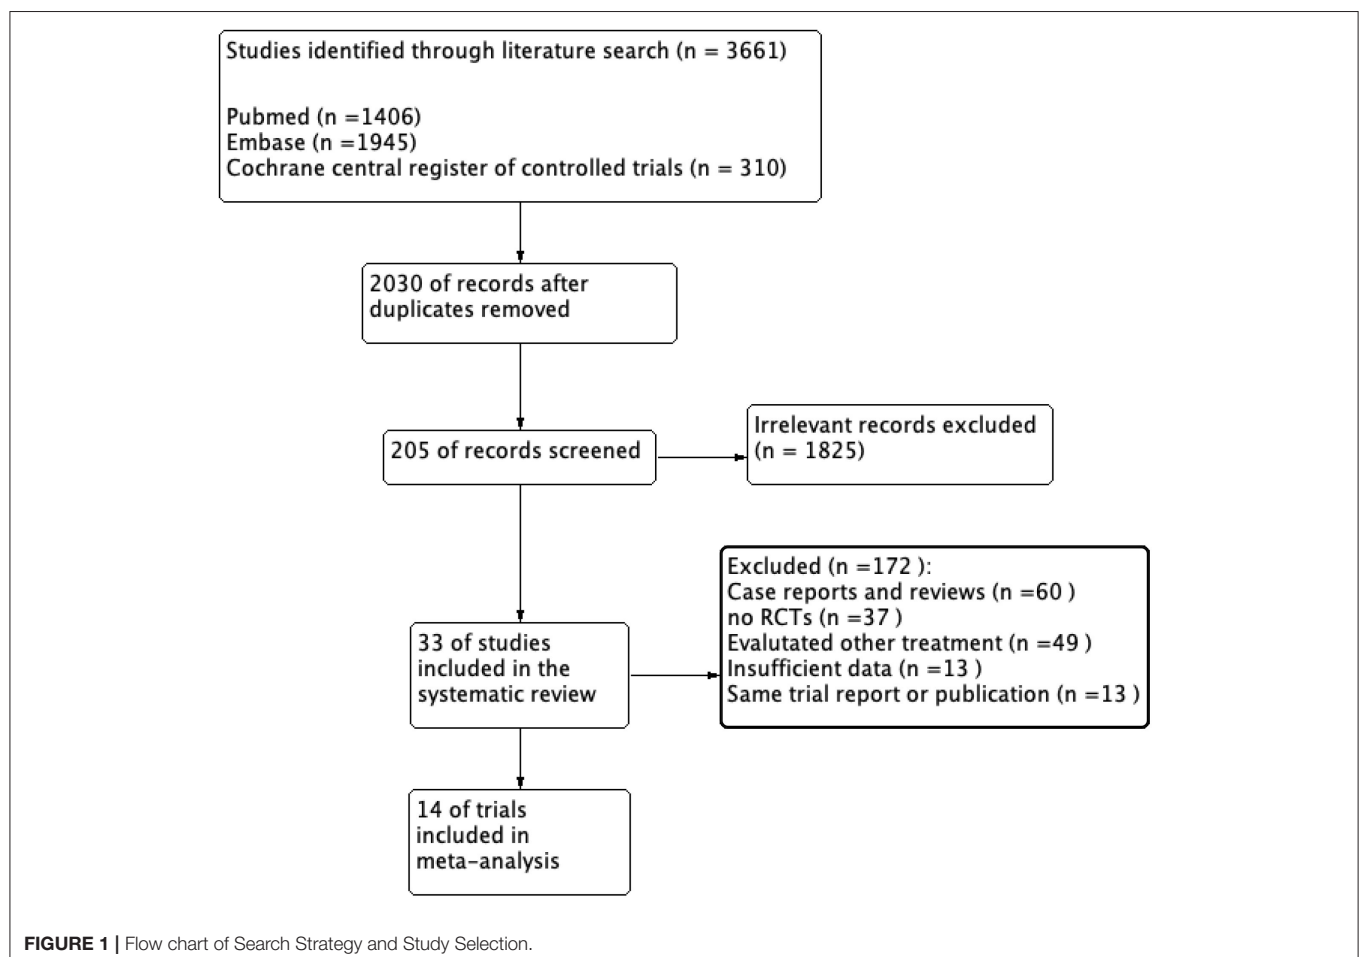 Studies identified through literature search (n = 3661)
Pubmed (n =1406)
Embase (n =1945)
Cochrane central register of controlled trials (n = 310)
2030 of records after
duplicates removed
205 of records screened
Irrelevant records excluded
(n = 1825)
Excluded (n =172 ):
Case reports and reviews (n =60 )
no RCTs (n =37 )
Evalutated other treatment (n =49 )
Insufficient data (n =13 )
Same trial report or publication (n =13 )
33 of studies
included in the
systematic review
14 of trials
included in
meta-analysis
FIGURE 1 | Flow chart of Search Strategy and Study Selection.